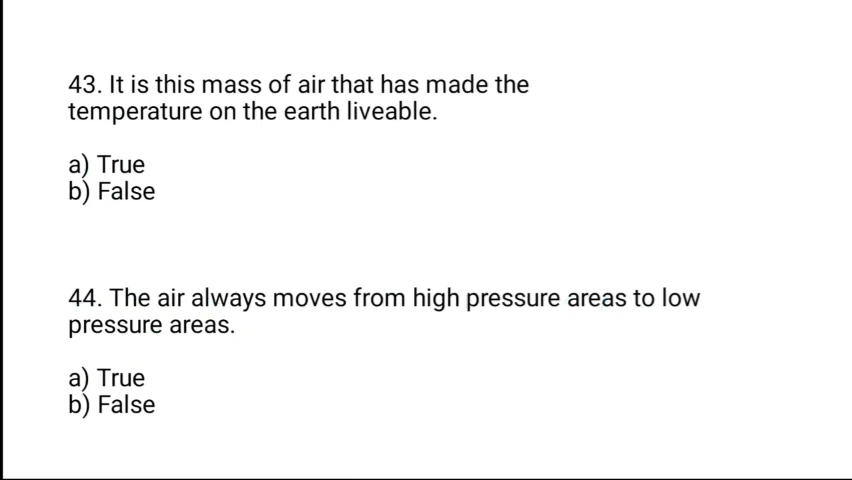 43. It is this mass of air that has made the
temperature on the earth liveable.
a) True
b) False
44. The air always moves from high pressure areas to low
pressure areas.
a) True
b) False